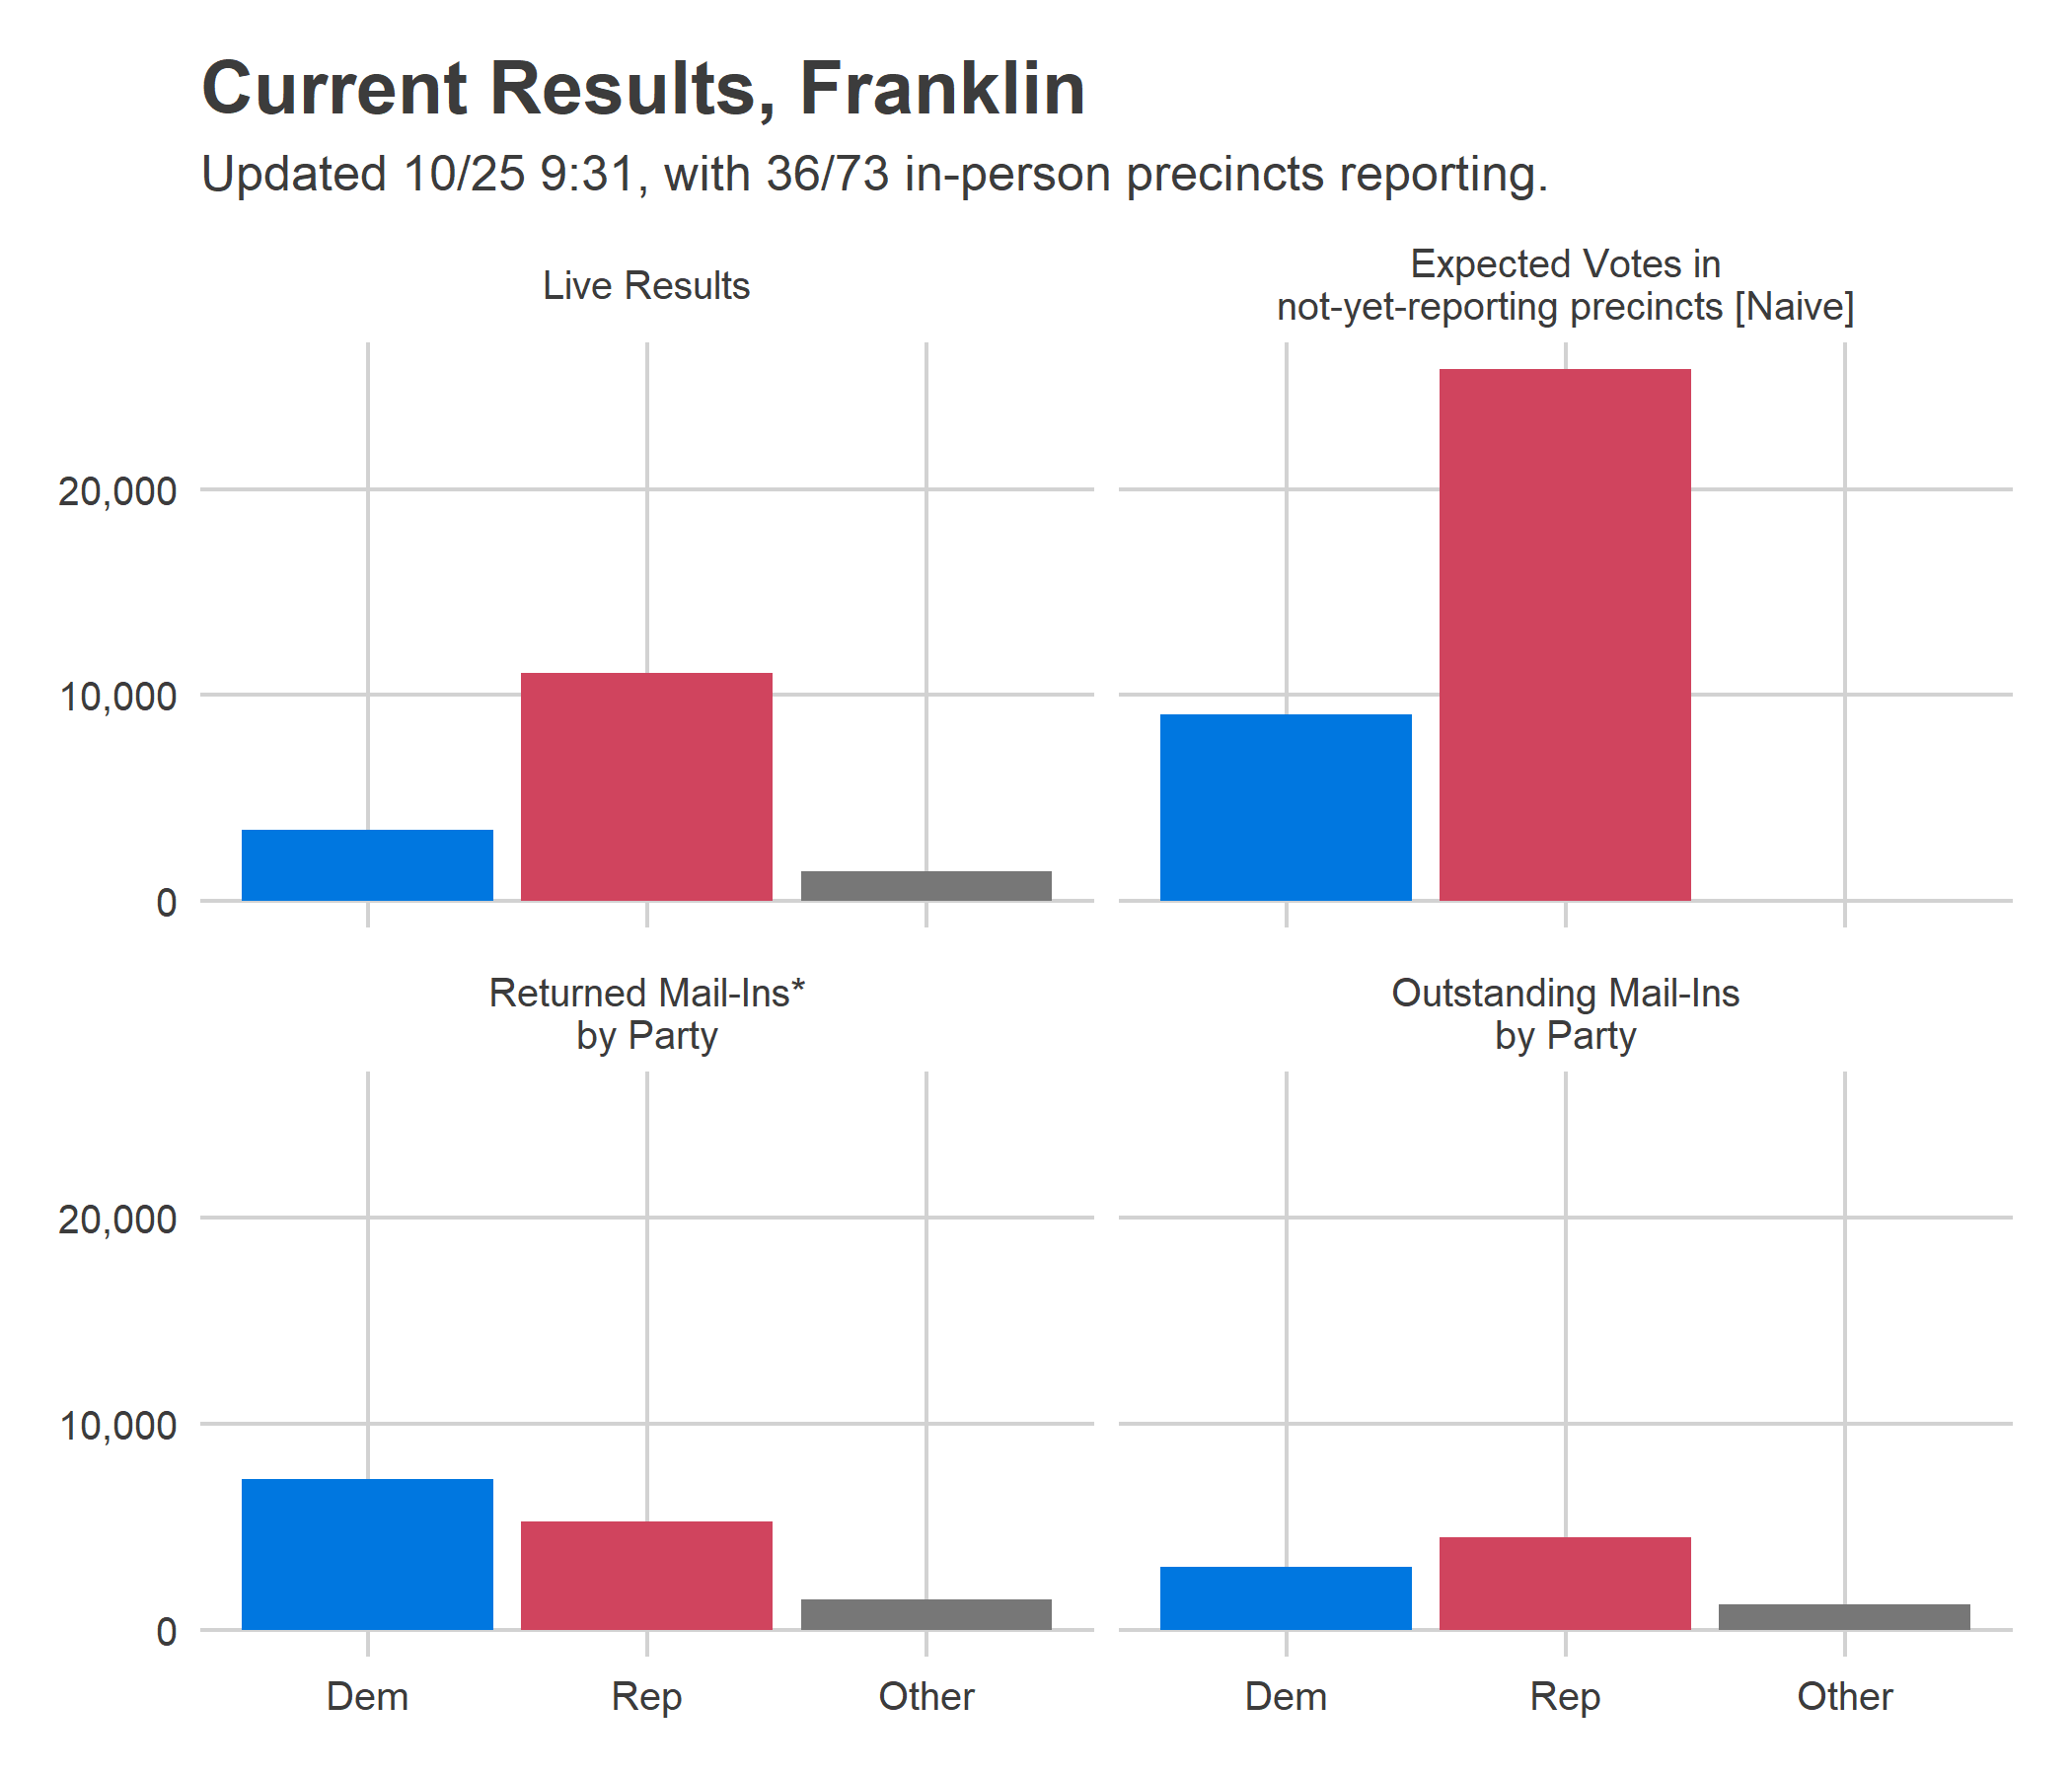 Current Results, Franklin
Updated 10/25 9:31, with 36/73 in-person precincts reporting.
Live Results
Expected Votes in
not-yet-reporting precincts [Naive]
20,000
10,000
0
Returned Mail-Ins*
by Party
Outstanding Mail-Ins
by Party
20,000
10,000
0
Dem Rep Other Dem Rep Other